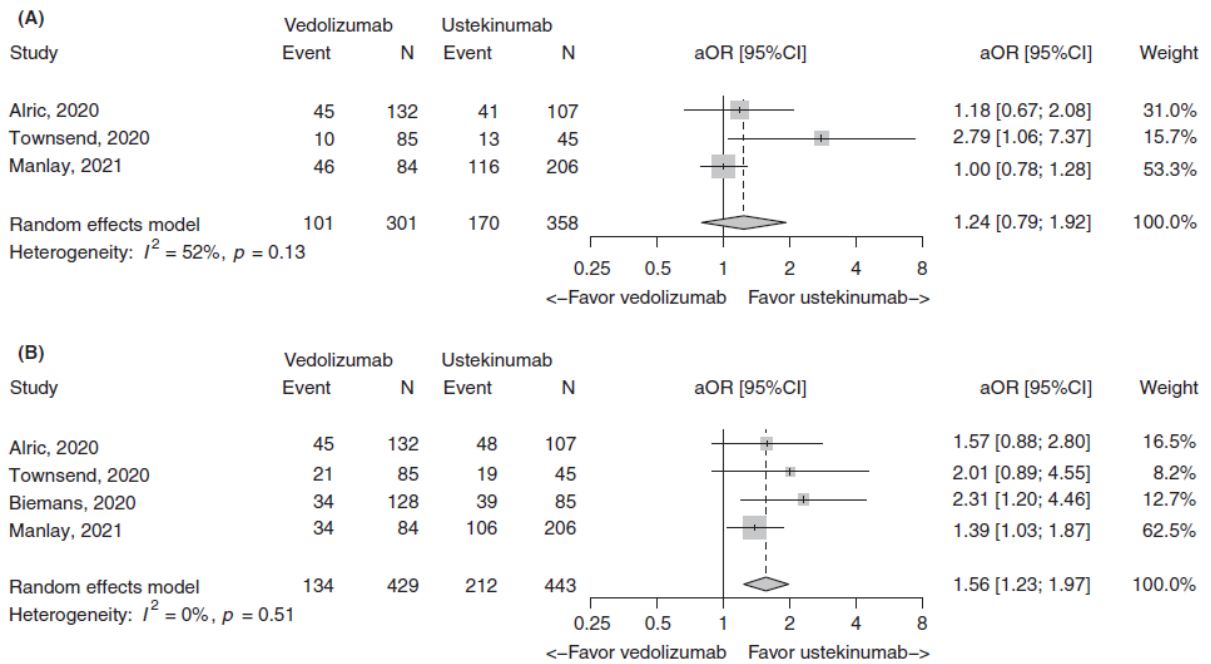 (A)
Vedolizumab Ustekinumab
Study Event N Event N aOR [95%CI] aOR [95%CI] Weight
Alric, 2020 45 132 41 107 1.18 [0.67; 2.08] 31.0%
Townsend, 2020 10 85 13 45 2.79 [1.06; 7.37] 15.7%
Manlay, 2021 46 84 116 206 1.00 [0.78; 1.28] 53.3%
Random effects model 101 301 170 358 1.24 [0.79; 1.92] 100.0%
Heterogeneity: I² = 52%, p = 0.13
0.25 0.5 1 2 4 8
<–Favor vedolizumab Favor ustekinumab–>
(B)
Vedolizumab Ustekinumab
Study Event N Event N aOR [95%CI] aOR [95%CI] Weight
Alric, 2020 45 132 48 107 1.57 [0.88; 2.80] 16.5%
Townsend, 2020 21 85 19 45 2.01 [0.89; 4.55] 8.2%
Biemans, 2020 34 128 39 85 2.31 [1.20; 4.46] 12.7%
Manlay, 2021 34 84 106 206 1.39 [1.03; 1.87] 62.5%
Random effects model 134 429 212 443 1.56 [1.23; 1.97] 100.0%
Heterogeneity: I² = 0%, p = 0.51
0.25 0.5 1 2 4 8
<–Favor vedolizumab Favor ustekinumab–>